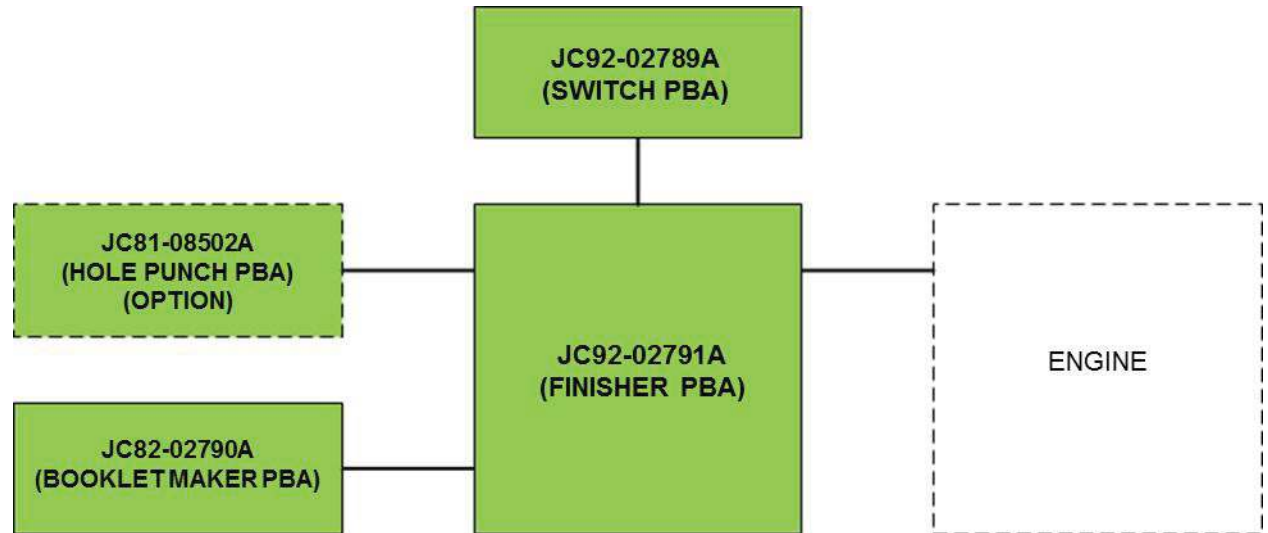 JC92-02789A
(SWITCH PBA)
JC81-08502A
(HOLE PUNCH PBA)
(OPTION)
JC92-02791A
(FINISHER PBA)
ENGINE
JC82-02790A
(BOOKLET MAKER PBA)